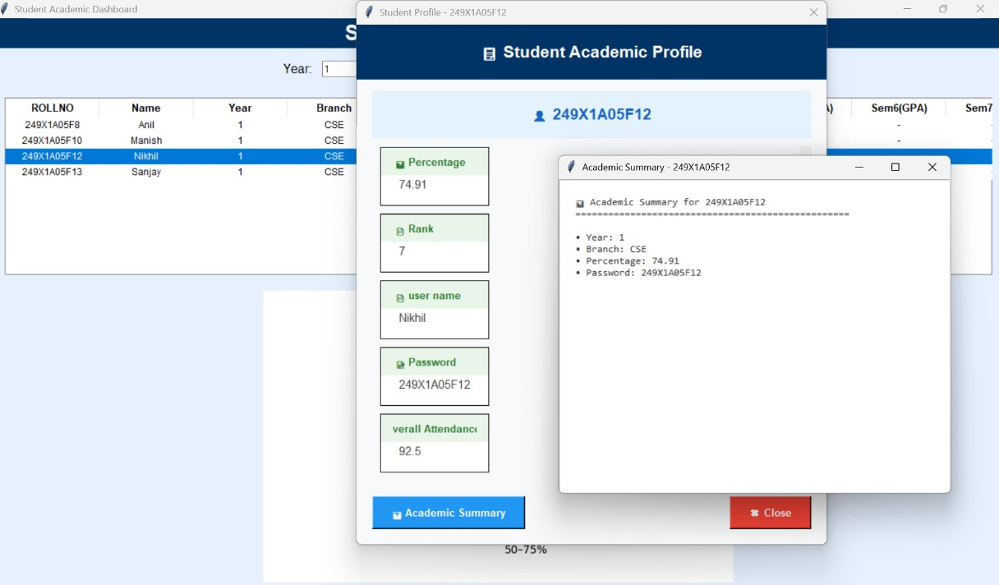 Student Academic Dashboard
S
Year: 1
ROLLNO Name Year Branch Sem6(GPA) Sem7
249X1A05F8 Anil 1 CSE -
249X1A05F10 Manish 1 CSE -
249X1A05F12 Nikhil 1 CSE
249X1A05F13 Sanjay 1 CSE
50-75%
Student Profile - 249X1A05F12
Student Academic Profile
249X1A05F12
Percentage
74.91
Rank
7
user name
Nikhil
Password
249X1A05F12
verall Attendanc
92.5
Academic Summary
Close
Academic Summary - 249X1A05F12
Academic Summary for 249X1A05F12
==================================================
• Year: 1
• Branch: CSE
• Percentage: 74.91
• Password: 249X1A05F12